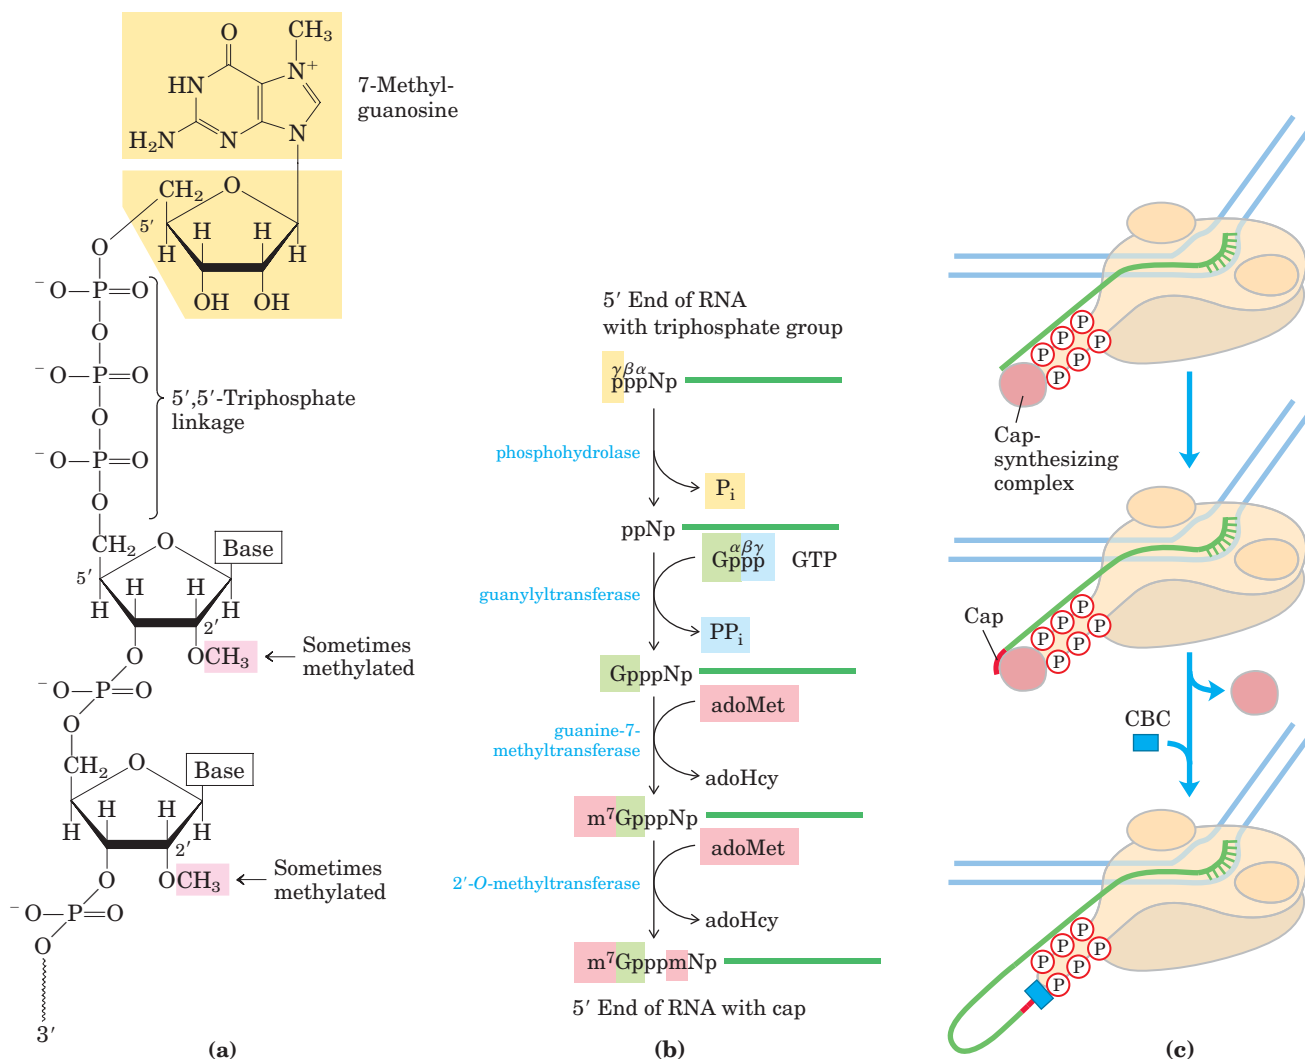 O
CH₃
HN
N⁺
7-Methyl-
guanosine
H₂N
N
N
CH₂
O
5′
H
H
H
H
O
OH
OH
⁻O—P=O
O
⁻O—P=O
5′,5′-Triphosphate
linkage
O
⁻O—P=O
O
CH₂
O
Base
5′
H
H
H
H
2′
O
OCH₃
Sometimes
methylated
⁻O—P=O
O
CH₂
O
Base
H
H
H
H
2′
O
OCH₃
Sometimes
methylated
⁻O—P=O
O
3′
(a)
5′ End of RNA
with triphosphate group
γβα
pppNp
phosphohydrolase
Pᵢ
ppNp
αβγ
Gppp GTP
guanylyltransferase
PPᵢ
GpppNp
adoMet
guanine-7-
methyltransferase
adoHcy
m⁷GpppNp
adoMet
2′-O-methyltransferase
adoHcy
m⁷GpppmNp
5′ End of RNA with cap
(b)
P
P P
P P
P
Cap-
synthesizing
complex
P
P P
P P
P
Cap
CBC
P
P P
P P
P
(c)